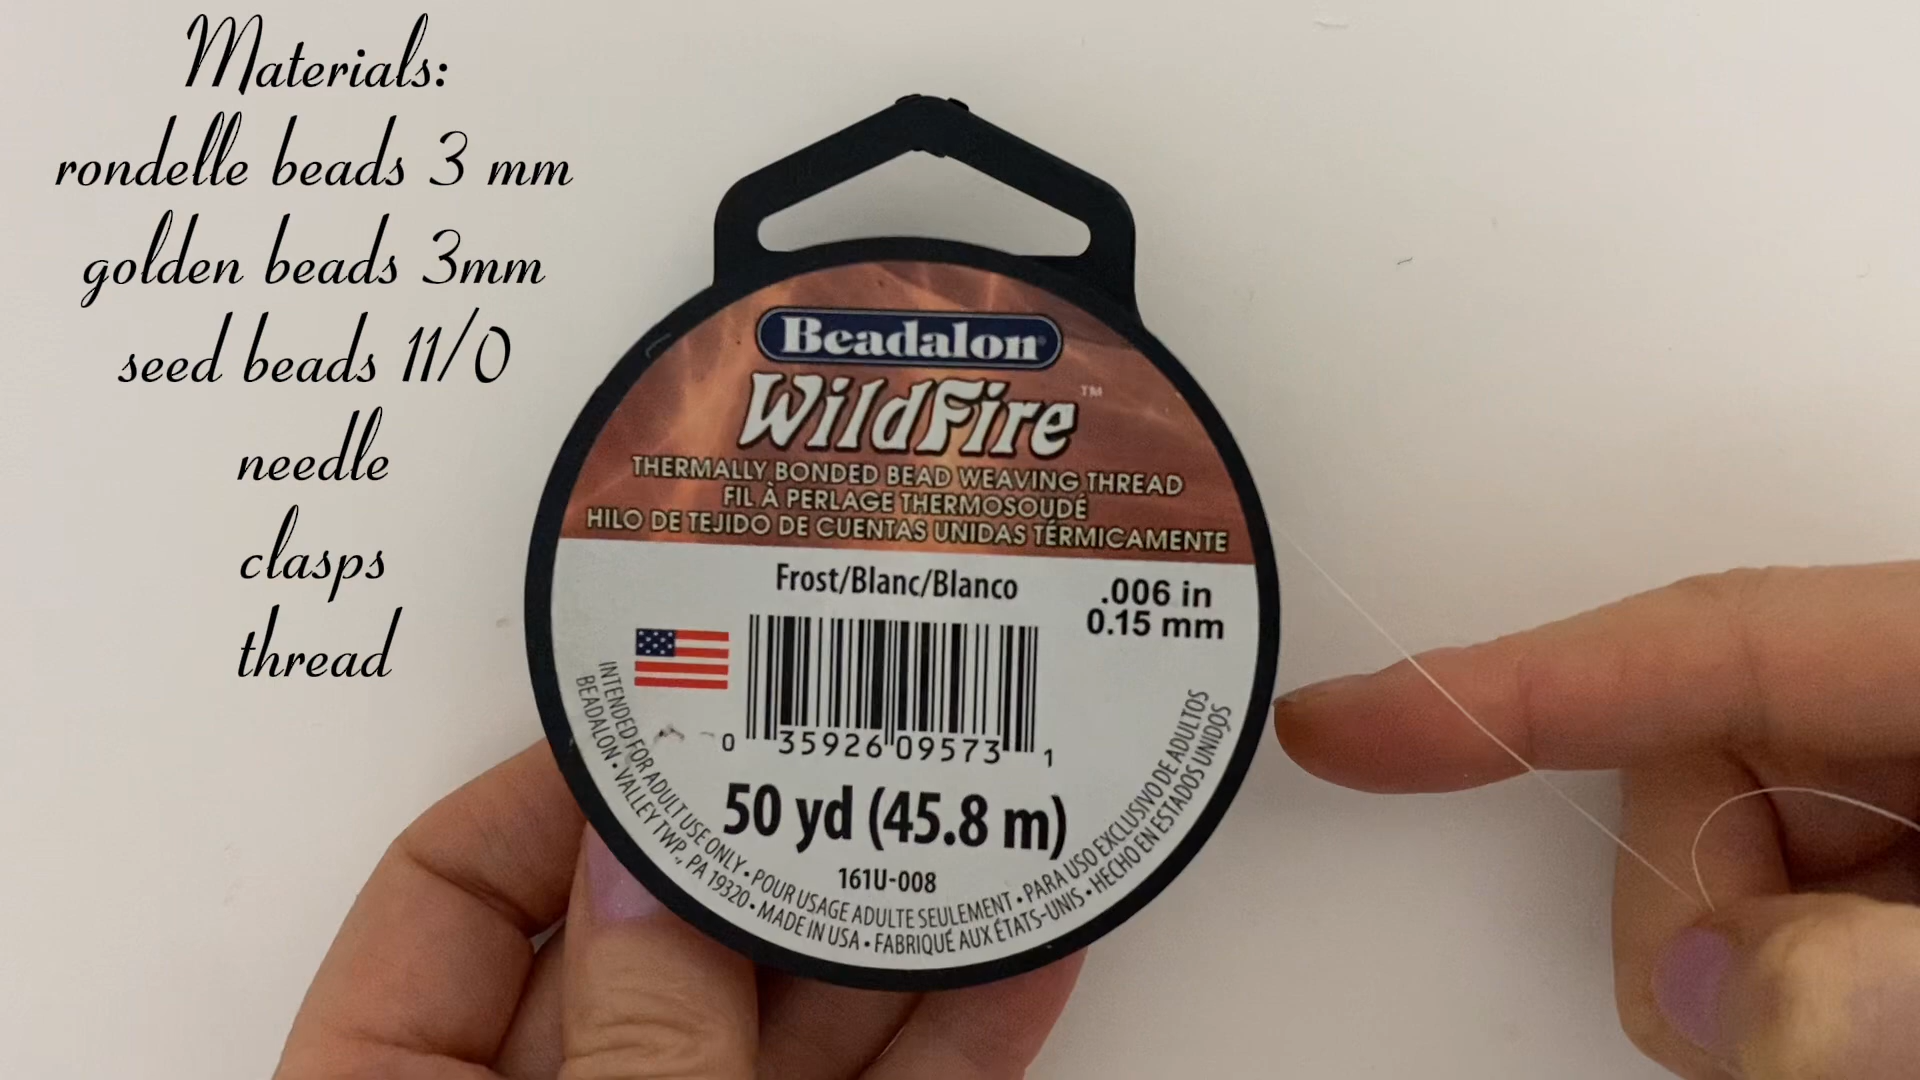 Materials:
rondelle beads 3 mm
golden beads 3mm
seed beads 11/0
needle
clasps
thread
Beadalon®
WildFire™
THERMALLY BONDED BEAD WEAVING THREAD
FIL À PERLAGE THERMOSOUDÉ
HILO DE TEJIDO DE CUENTAS UNIDAS TÉRMICAMENTE
Frost/Blanc/Blanco
.006 in
0.15 mm
0 35926 09573 1
50 yd (45.8 m)
161U-008
INTENDED FOR ADULT USE ONLY • POUR USAGE ADULTE SEULEMENT • PARA USO EXCLUSIVO DE ADULTOS
BEADALON • VALLEY TWP., PA 19320 • MADE IN USA • FABRIQUÉ AUX ÉTATS-UNIS • HECHO EN ESTADOS UNIDOS